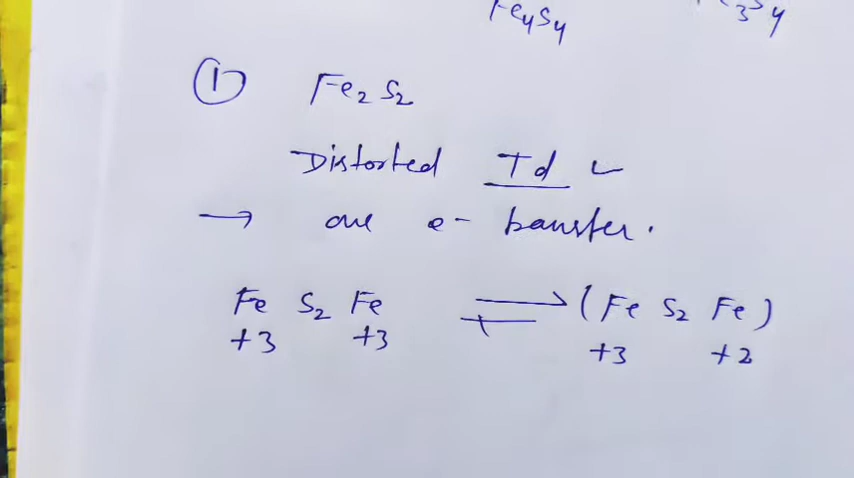 Fe4S4
① Fe2S2
Distorted Td ✓
→ one e- transfer.
Fe S2 Fe ⇌ (Fe S2 Fe)
+3 +3 +3 +2